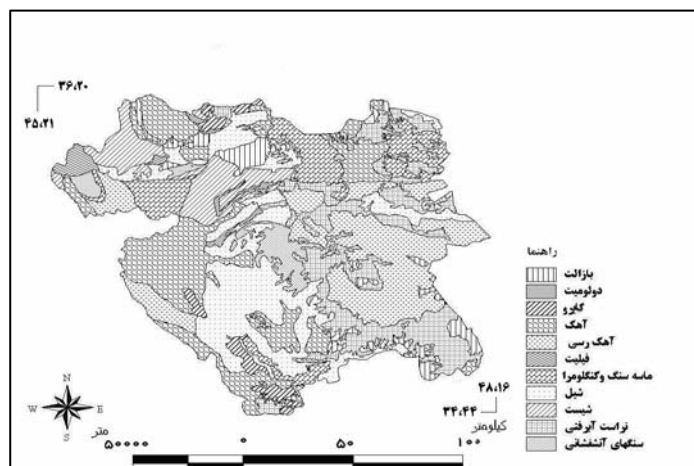 ۳۶،۲۰
۴۵،۲۱
راهنما
بازالت
دولومیت
گابرو
آهک
آهک رسی
فیلیت
ماسه سنگ وکنگلومرا
شیل
شیست
تراست آبرفتی
سنگهای آتشفشانی
N
W E
S
۴۸،۱۶
۳۴،۴۴
کیلومتر
متر
۵۰۰۰۰ ۰ ۵۰ ۱۰۰